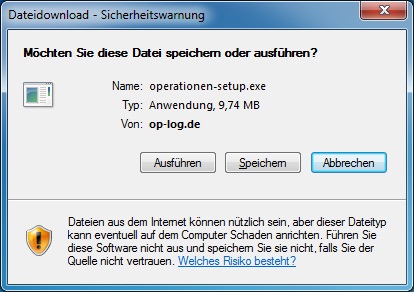 Dateidownload - Sicherheitswarnung
Möchten Sie diese Datei speichern oder ausführen?
Name: operationen-setup.exe
Typ: Anwendung, 9,74 MB
Von: op-log.de
Ausführen Speichern Abbrechen
Dateien aus dem Internet können nützlich sein, aber dieser Dateityp
kann eventuell auf dem Computer Schaden anrichten. Führen Sie
diese Software nicht aus und speichern Sie sie nicht, falls Sie der
Quelle nicht vertrauen. Welches Risiko besteht?